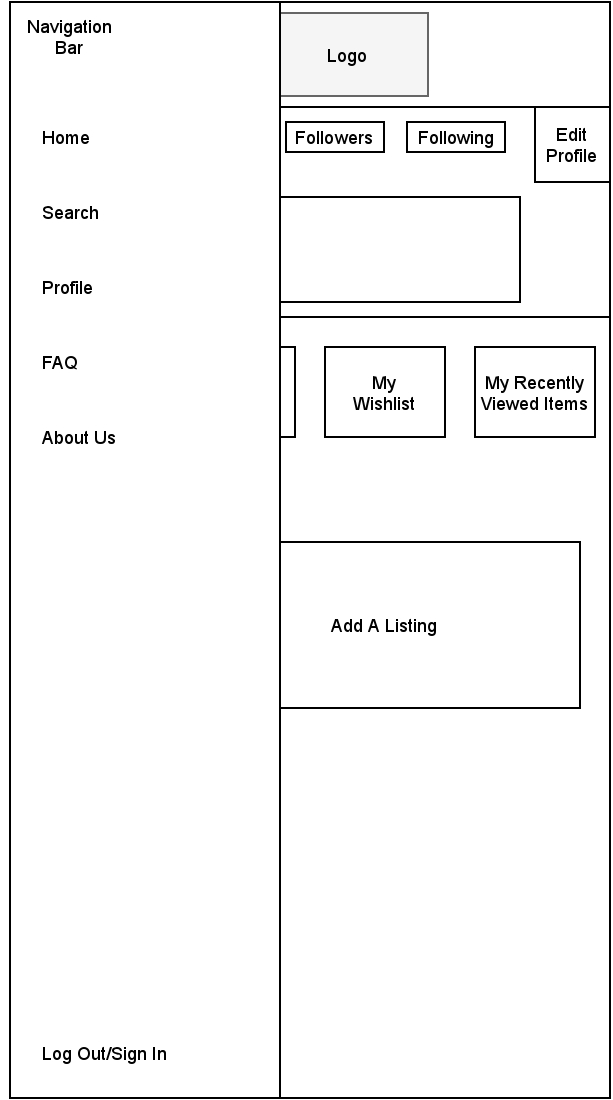 Navigation
Bar
Home
Search
Profile
FAQ
About Us
Log Out/Sign In
Logo
Followers
Following
Edit
Profile
My
Wishlist
My Recently
Viewed Items
Add A Listing